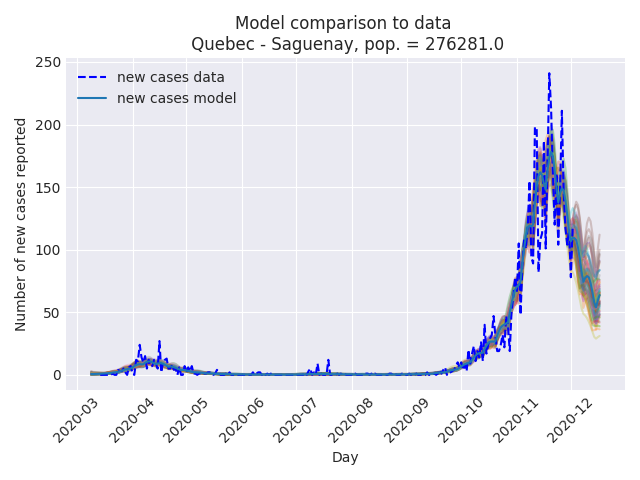 Model comparison to data
Quebec - Saguenay, pop. = 276281.0
new cases data
new cases model
250
200
150
100
50
0
Number of new cases reported
2020-03
2020-04
2020-05
2020-06
2020-07
2020-08
2020-09
2020-10
2020-11
2020-12
Day